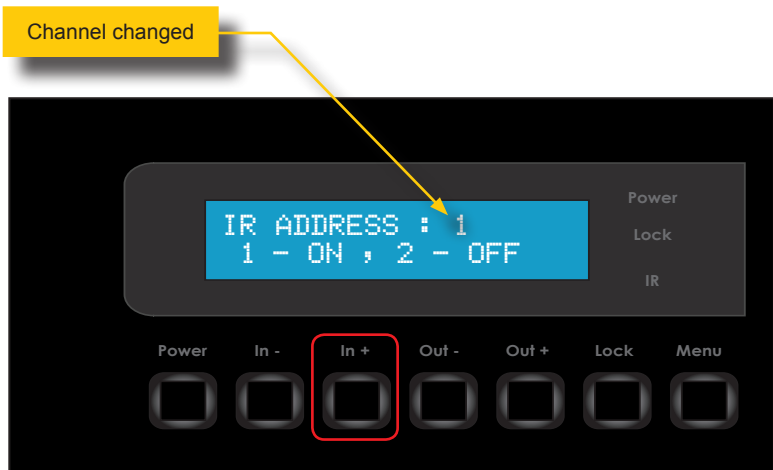 Channel changed
Power
IR ADDRESS : 1
Lock
1 - ON , 2 - OFF
IR
Power In - In + Out - Out + Lock Menu